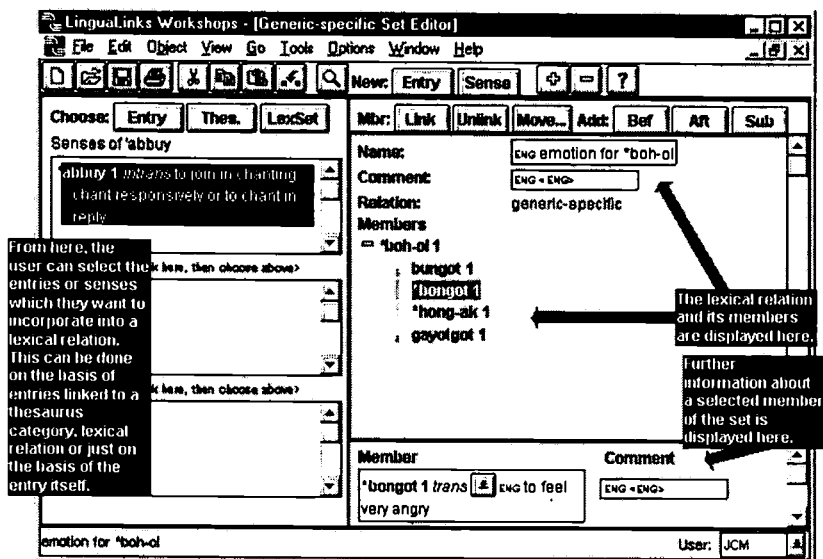 LinguaLinks Workshops - [Generic-specific Set Editor]
File Edit Object View Go Tools Options Window Help
New: Entry Sense ?
Choose: Entry Thes. LexSet
Mbr: Link Unlink Move... Add: Bef Aft Sub
Senses of 'abbuy
'abbuy 1 intrans to join in chanting
chant responsively or to chant in
reply
From here, the
user can select the
entries or senses
which they want to
incorporate into a
lexical relation.
This can be done
on the basis of
entries linked to a
thesaurus
category, lexical
relation or just on
the basis of the
entry itself.
k here, then choose above>
k here, then choose above>
Name: ENG emotion for *boh-ol
Comment: ENG <ENG>
Relation: generic-specific
Members
*boh-ol 1
bungot 1
*bongot 1
*hong-ak 1
gayotgot 1
The lexical relation
and its members
are displayed here.
Further
information about
a selected member
of the set is
displayed here.
Member Comment
*bongot 1 trans ENG to feel
very angry
ENG <ENG>
emotion for *boh-ol
User: JCM